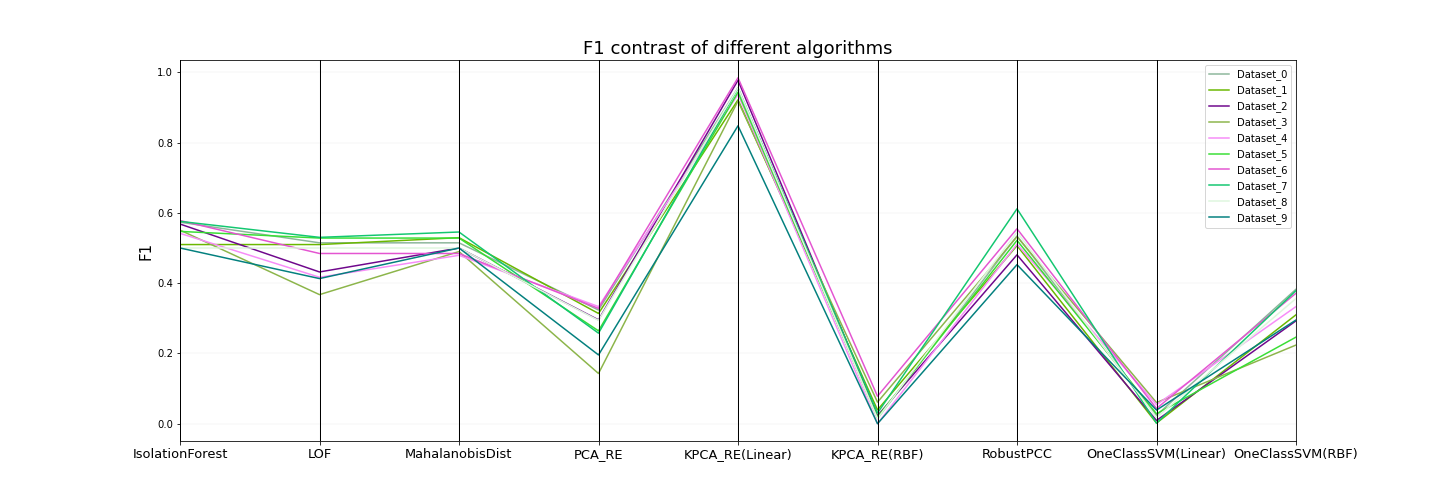 F1 contrast of different algorithms
F1
1.0
0.8
0.6
0.4
0.2
0.0
IsolationForest
LOF
MahalanobisDist
PCA_RE
KPCA_RE(Linear)
KPCA_RE(RBF)
RobustPCC
OneClassSVM(Linear)
OneClassSVM(RBF)
Dataset_0
Dataset_1
Dataset_2
Dataset_3
Dataset_4
Dataset_5
Dataset_6
Dataset_7
Dataset_8
Dataset_9